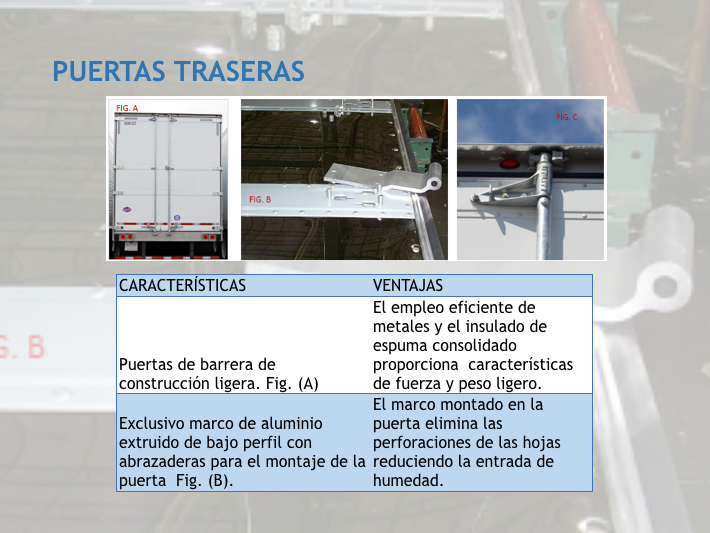 PUERTAS TRASERAS
FIG. A
FIG. B
FIG. C
CARACTERÍSTICAS VENTAJAS
Puertas de barrera de
construcción ligera. Fig. (A)
El empleo eficiente de
metales y el insulado de
espuma consolidado
proporciona características
de fuerza y peso ligero.
Exclusivo marco de aluminio
extruido de bajo perfil con
abrazaderas para el montaje de la
puerta Fig. (B).
El marco montado en la
puerta elimina las
perforaciones de las hojas
reduciendo la entrada de
humedad.
G. B